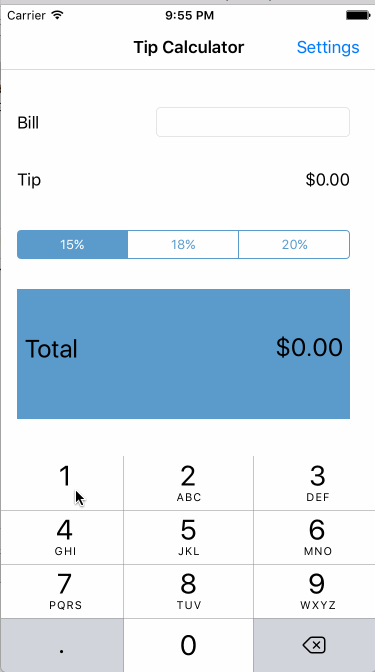 Carrier 9:55 PM
Tip Calculator Settings
Bill
Tip $0.00
15% 18% 20%
Total $0.00
1 2 3
ABC DEF
4 5 6
GHI JKL MNO
7 8 9
PQRS TUV WXYZ
. 0